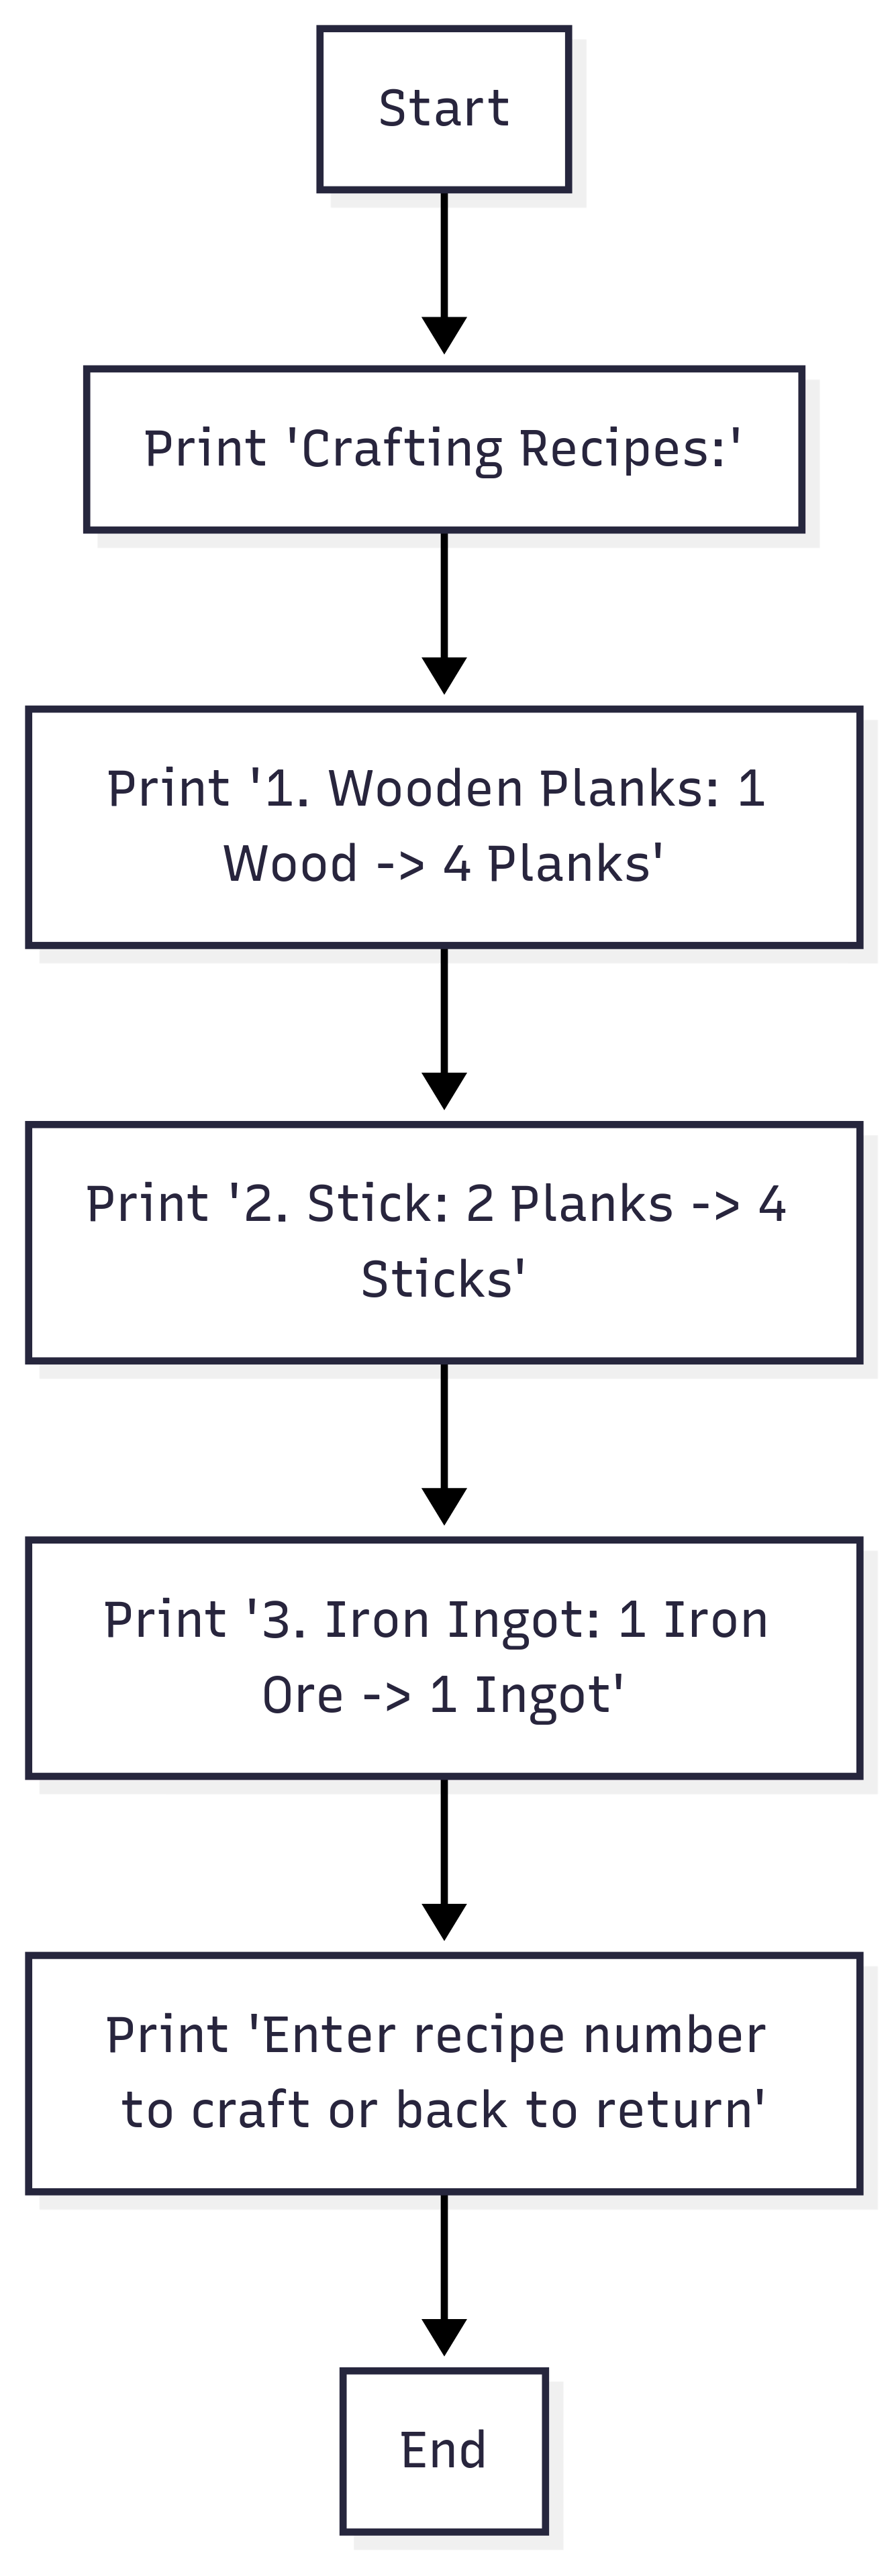 Start
Print 'Crafting Recipes:'
Print '1. Wooden Planks: 1
Wood -> 4 Planks'
Print '2. Stick: 2 Planks -> 4
Sticks'
Print '3. Iron Ingot: 1 Iron
Ore -> 1 Ingot'
Print 'Enter recipe number
to craft or back to return'
End